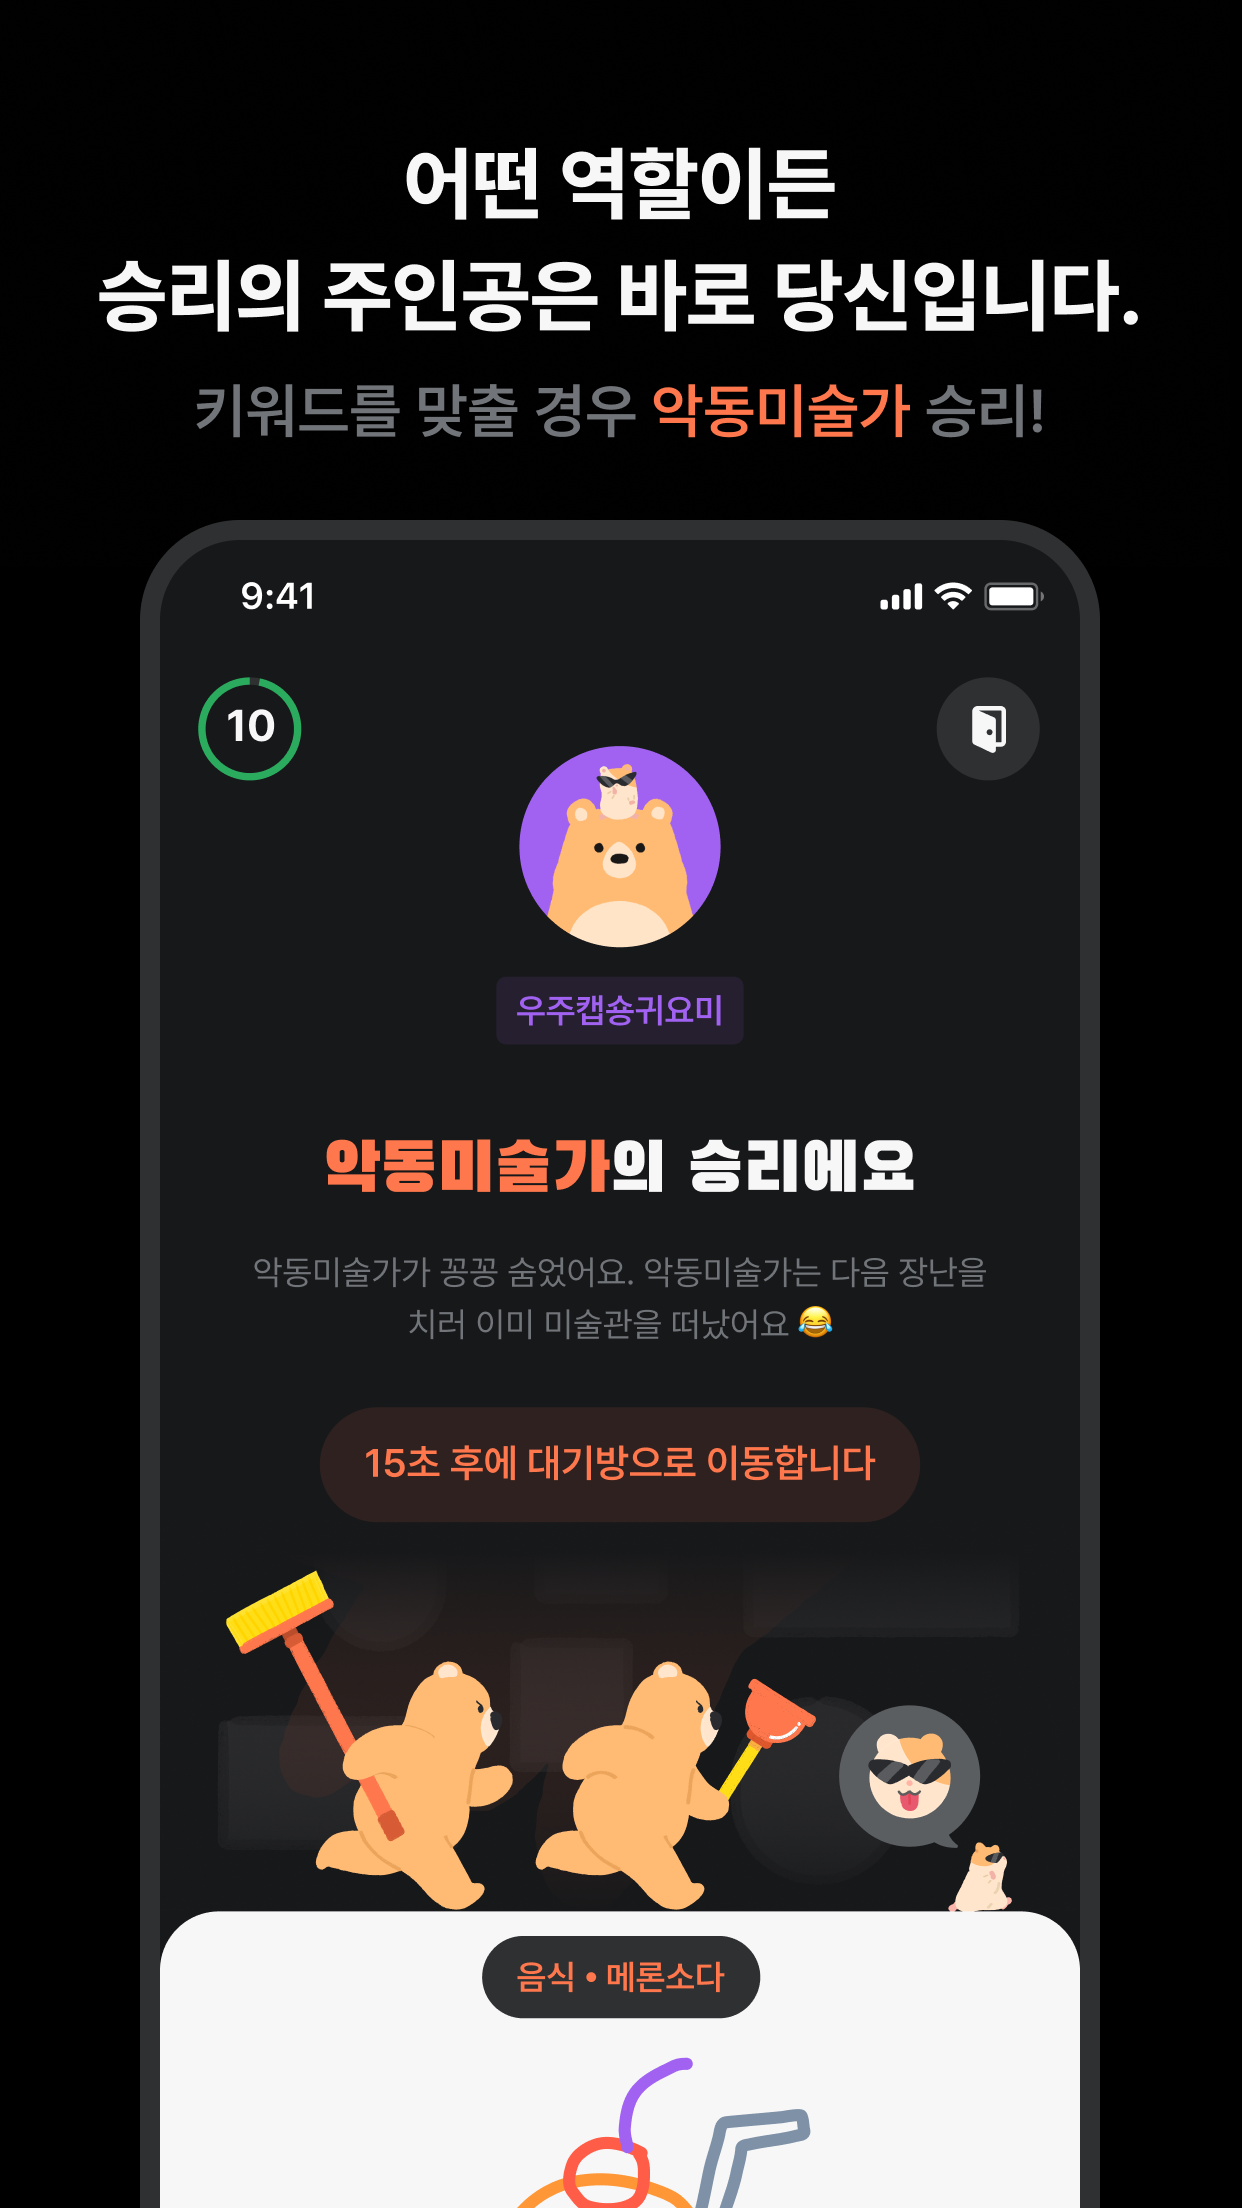 어떤 역할이든
승리의 주인공은 바로 당신입니다.
키워드를 맞출 경우 악동미술가 승리!
9:41
10
우주캡숑귀요미
악동미술가의 승리에요
악동미술가가 꽁꽁 숨었어요. 악동미술가는 다음 장난을
치러 이미 미술관을 떠났어요 😂
15초 후에 대기방으로 이동합니다
음식 • 메론소다